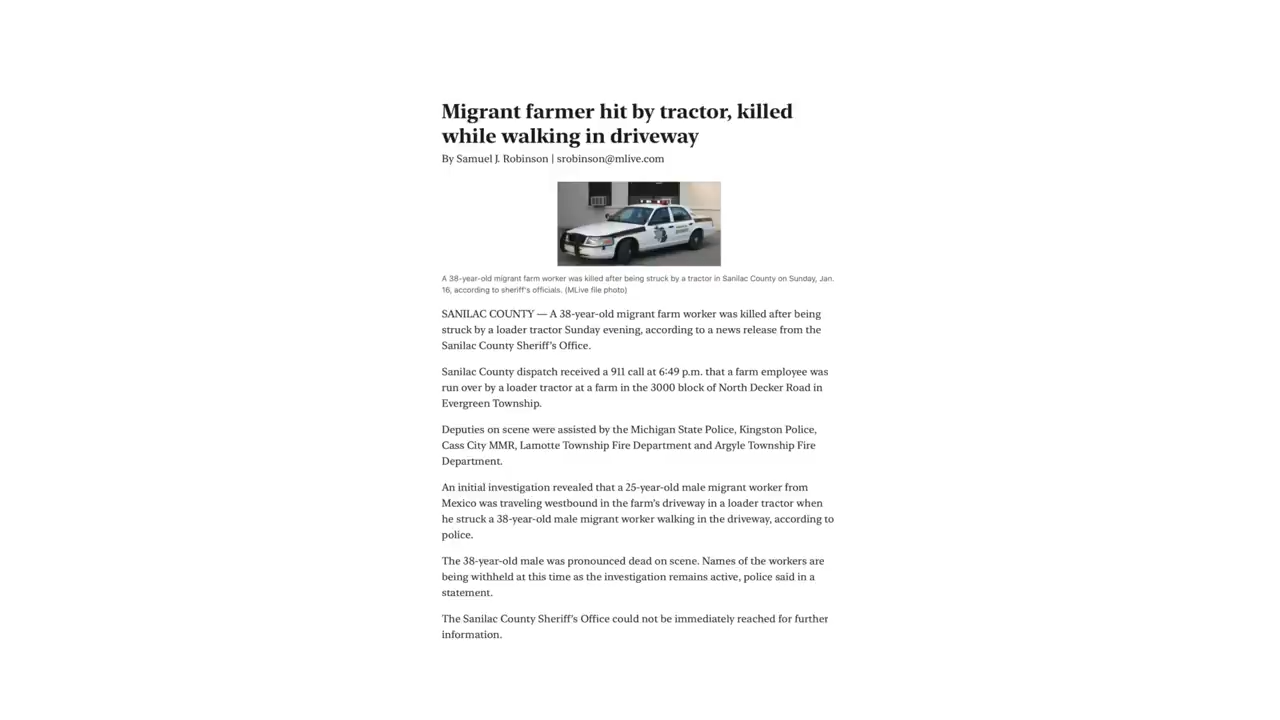 Migrant farmer hit by tractor, killed
while walking in driveway
By Samuel J. Robinson | srobinson@mlive.com
A 38-year-old migrant farm worker was killed after being struck by a tractor in Sanilac County on Sunday, Jan.
16, according to sheriff's officials. (MLive file photo)
SANILAC COUNTY — A 38-year-old migrant farm worker was killed after being
struck by a loader tractor Sunday evening, according to a news release from the
Sanilac County Sheriff’s Office.
Sanilac County dispatch received a 911 call at 6:49 p.m. that a farm employee was
run over by a loader tractor at a farm in the 3000 block of North Decker Road in
Evergreen Township.
Deputies on scene were assisted by the Michigan State Police, Kingston Police,
Cass City MMR, Lamotte Township Fire Department and Argyle Township Fire
Department.
An initial investigation revealed that a 25-year-old male migrant worker from
Mexico was traveling westbound in the farm’s driveway in a loader tractor when
he struck a 38-year-old male migrant worker walking in the driveway, according to
police.
The 38-year-old male was pronounced dead on scene. Names of the workers are
being withheld at this time as the investigation remains active, police said in a
statement.
The Sanilac County Sheriff’s Office could not be immediately reached for further
information.